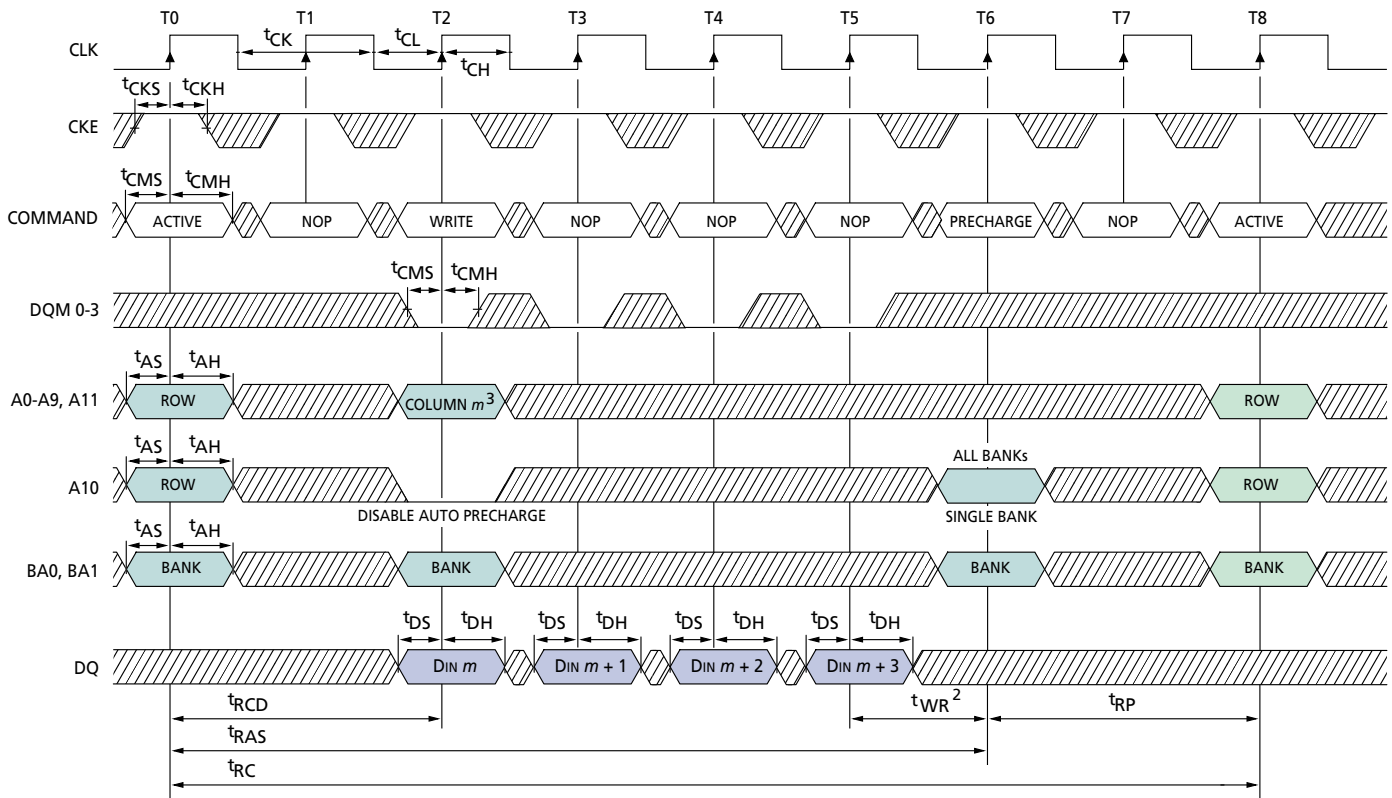 T0 T1 T2 T3 T4 T5 T6 T7 T8
CLK tCK tCL tCH
tCKS tCKH
CKE
tCMS tCMH
COMMAND ACTIVE NOP WRITE NOP NOP NOP PRECHARGE NOP ACTIVE
tCMS tCMH
DQM 0-3
tAS tAH
A0-A9, A11 ROW COLUMN m3 ROW
tAS tAH ALL BANKs
A10 ROW ROW
DISABLE AUTO PRECHARGE SINGLE BANK
tAS tAH
BA0, BA1 BANK BANK BANK BANK
tDS tDH tDS tDH tDS tDH tDS tDH
DQ DIN m DIN m + 1 DIN m + 2 DIN m + 3
tRCD tWR2 tRP
tRAS
tRC